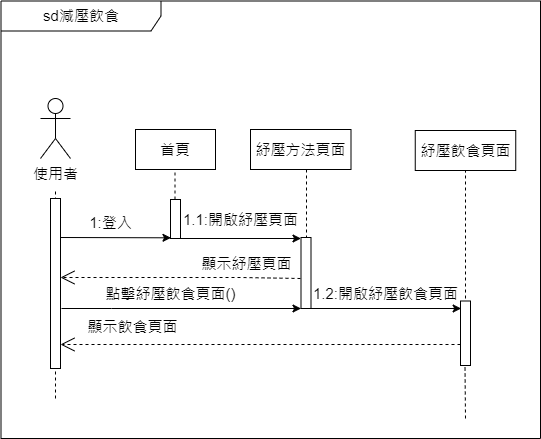 sd減壓飲食
使用者
首頁
紓壓方法頁面
紓壓飲食頁面
1:登入
1.1:開啟紓壓頁面
顯示紓壓頁面
點擊紓壓飲食頁面()
1.2:開啟紓壓飲食頁面
顯示飲食頁面